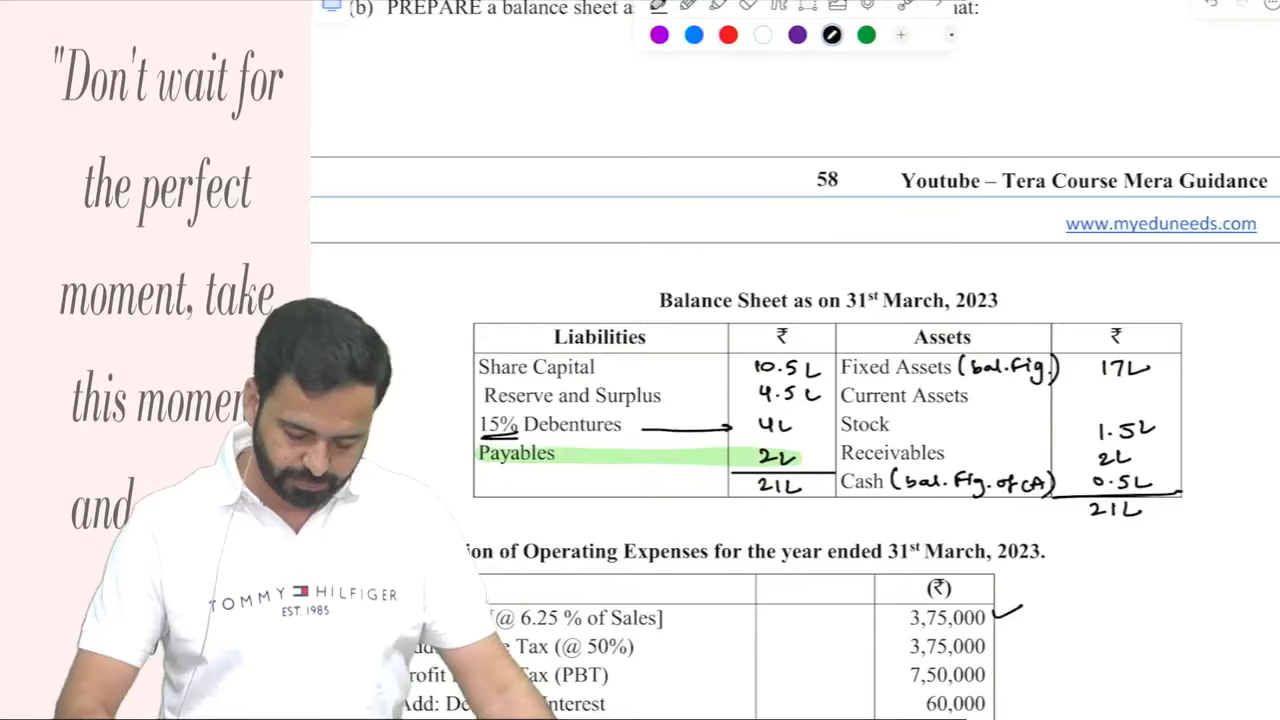 "Don't wait for
the perfect
moment, take
this momen
and
(b) PREPARE a balance sheet a
hat:
58 Youtube – Tera Course Mera Guidance
www.myeduneeds.com
Balance Sheet as on 31st March, 2023
Liabilities ₹ Assets ₹
Share Capital 10.5L Fixed Assets (bal.fig.) 17L
Reserve and Surplus 4.5L Current Assets
15% Debentures 4L Stock 1.5L
Payables 2L Receivables 2L
21L Cash (bal.fig.of CA) 0.5L
21L
ion of Operating Expenses for the year ended 31st March, 2023.
(₹)
[@ 6.25 % of Sales] 3,75,000
Tax (@ 50%) 3,75,000
Tax (PBT) 7,50,000
Add: De Interest 60,000
TOMMY HILFIGER
EST. 1985